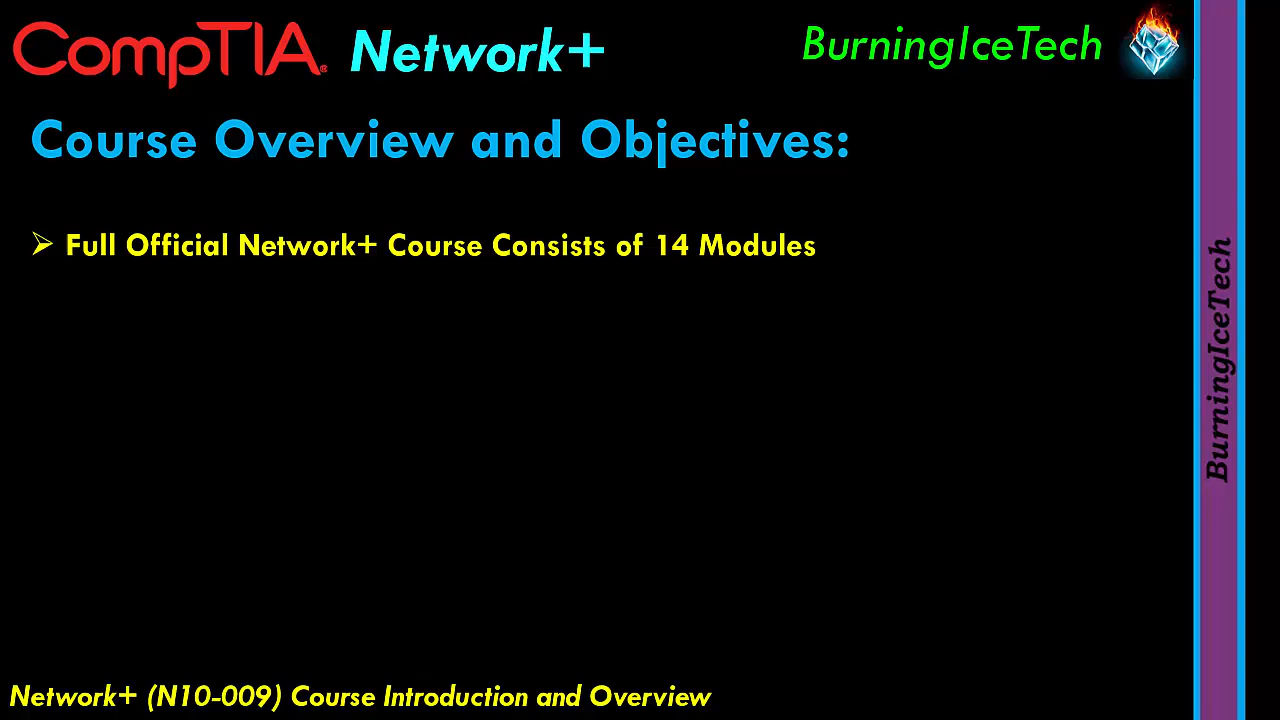 CompTIA® Network+
BurningIceTech
Course Overview and Objectives:
➢ Full Official Network+ Course Consists of 14 Modules
BurningIceTech
Network+ (N10-009) Course Introduction and Overview